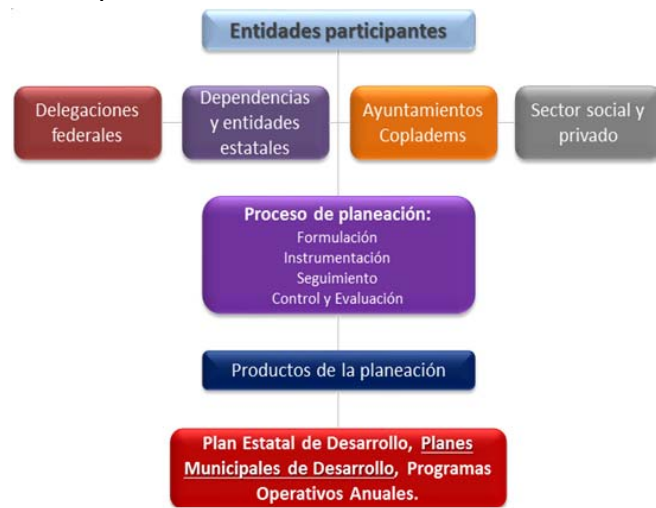 Entidades participantes
Delegaciones
federales
Dependencias
y entidades
estatales
Ayuntamientos
Copladems
Sector social y
privado
Proceso de planeación:
Formulación
Instrumentación
Seguimiento
Control y Evaluación
Productos de la planeación
Plan Estatal de Desarrollo, Planes
Municipales de Desarrollo, Programas
Operativos Anuales.